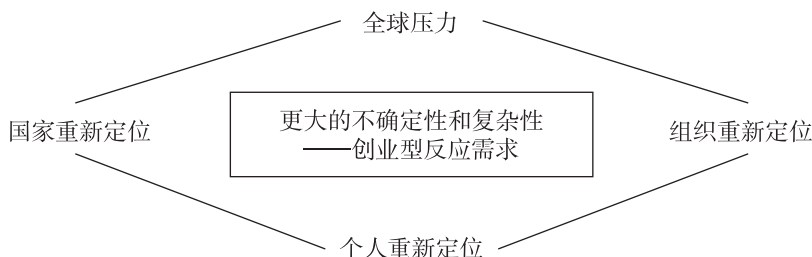 全球压力
国家重新定位
更大的不确定性和复杂性
——创业型反应需求
组织重新定位
个人重新定位